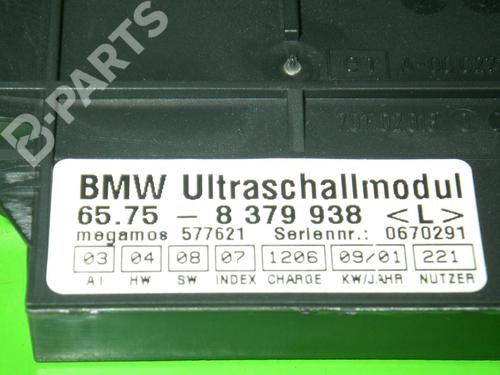 B-PARTS
BMW Ultraschallmodul
65.75 - 8 379 938 <L>
megamos 577621 Seriennr.: 0670291
03 04 08 07 1206 09/01 221
AI HW SW INDEX CHARGE KW/JAHR NUTZER